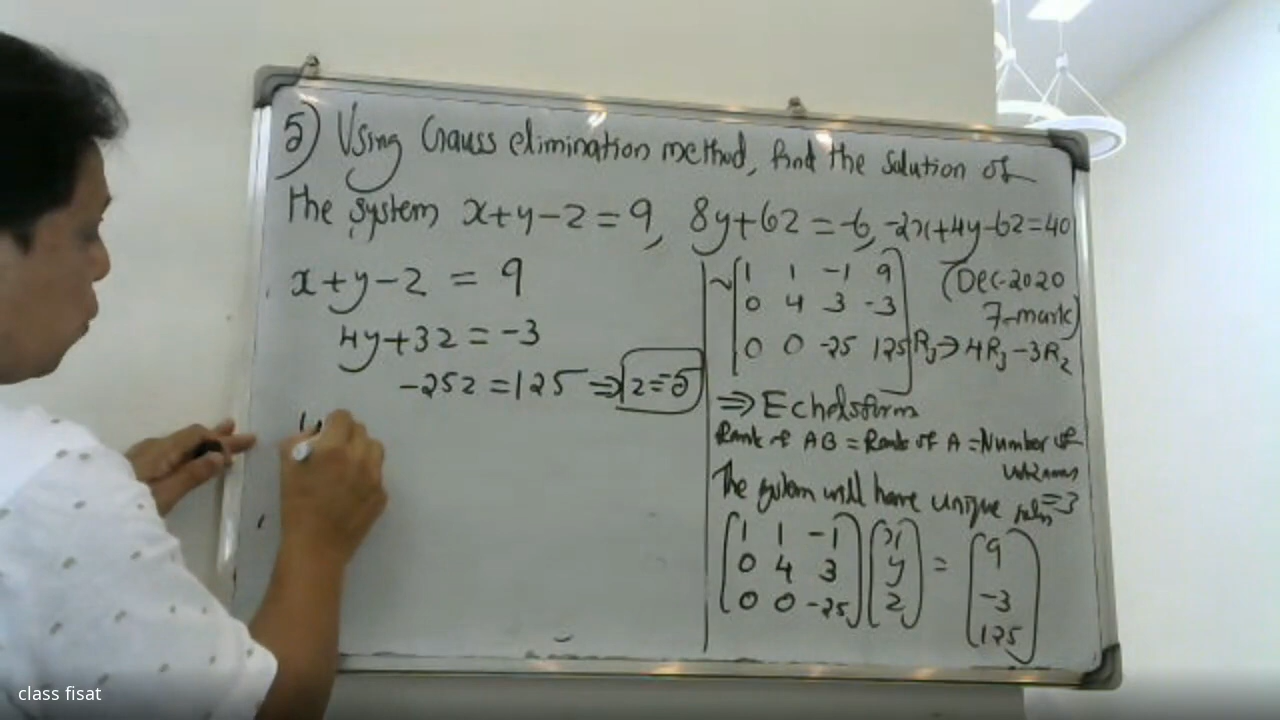 5) Using Gauss elimination method, find the solution of
the system x+y-z=9, 8y+6z=-6, -2x+4y-6z=40
x+y-z = 9
4y+3z = -3
-25z = 125 ⇒ z=-5
(Dec-2020
7-mark)
~ [1 1 -1 9
0 4 3 -3
0 0 -25 125] R3→4R3-3R2
⇒ Echelon form
Rank of AB = Rank of A = Number of
unknowns
=3
The system will have unique soln
[1 1 -1] [x] = [9]
[0 4 3] [y] [-3]
[0 0 -25] [z] [125]
class fisat